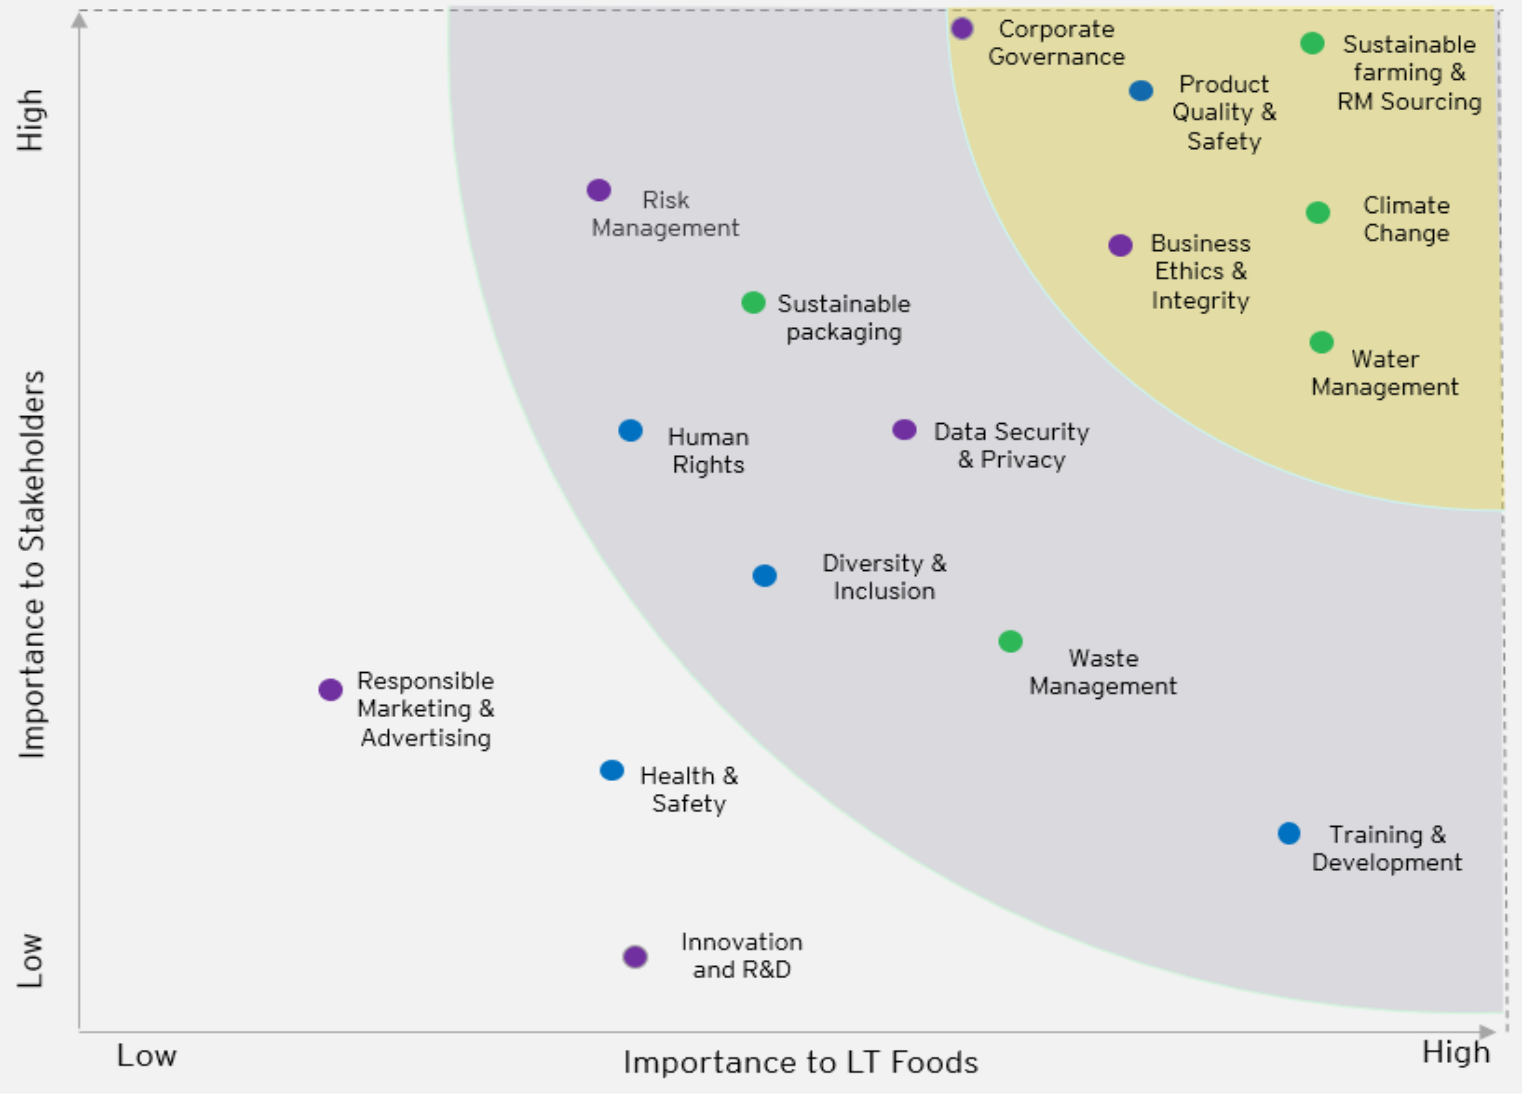 High
Importance to Stakeholders
Low
Corporate
Governance
Sustainable
farming &
RM Sourcing
Product
Quality &
Safety
Risk
Management
Climate
Change
Business
Ethics &
Integrity
Sustainable
packaging
Water
Management
Human
Rights
Data Security
& Privacy
Diversity &
Inclusion
Waste
Management
Responsible
Marketing &
Advertising
Health &
Safety
Training &
Development
Innovation
and R&D
Low
Importance to LT Foods
High